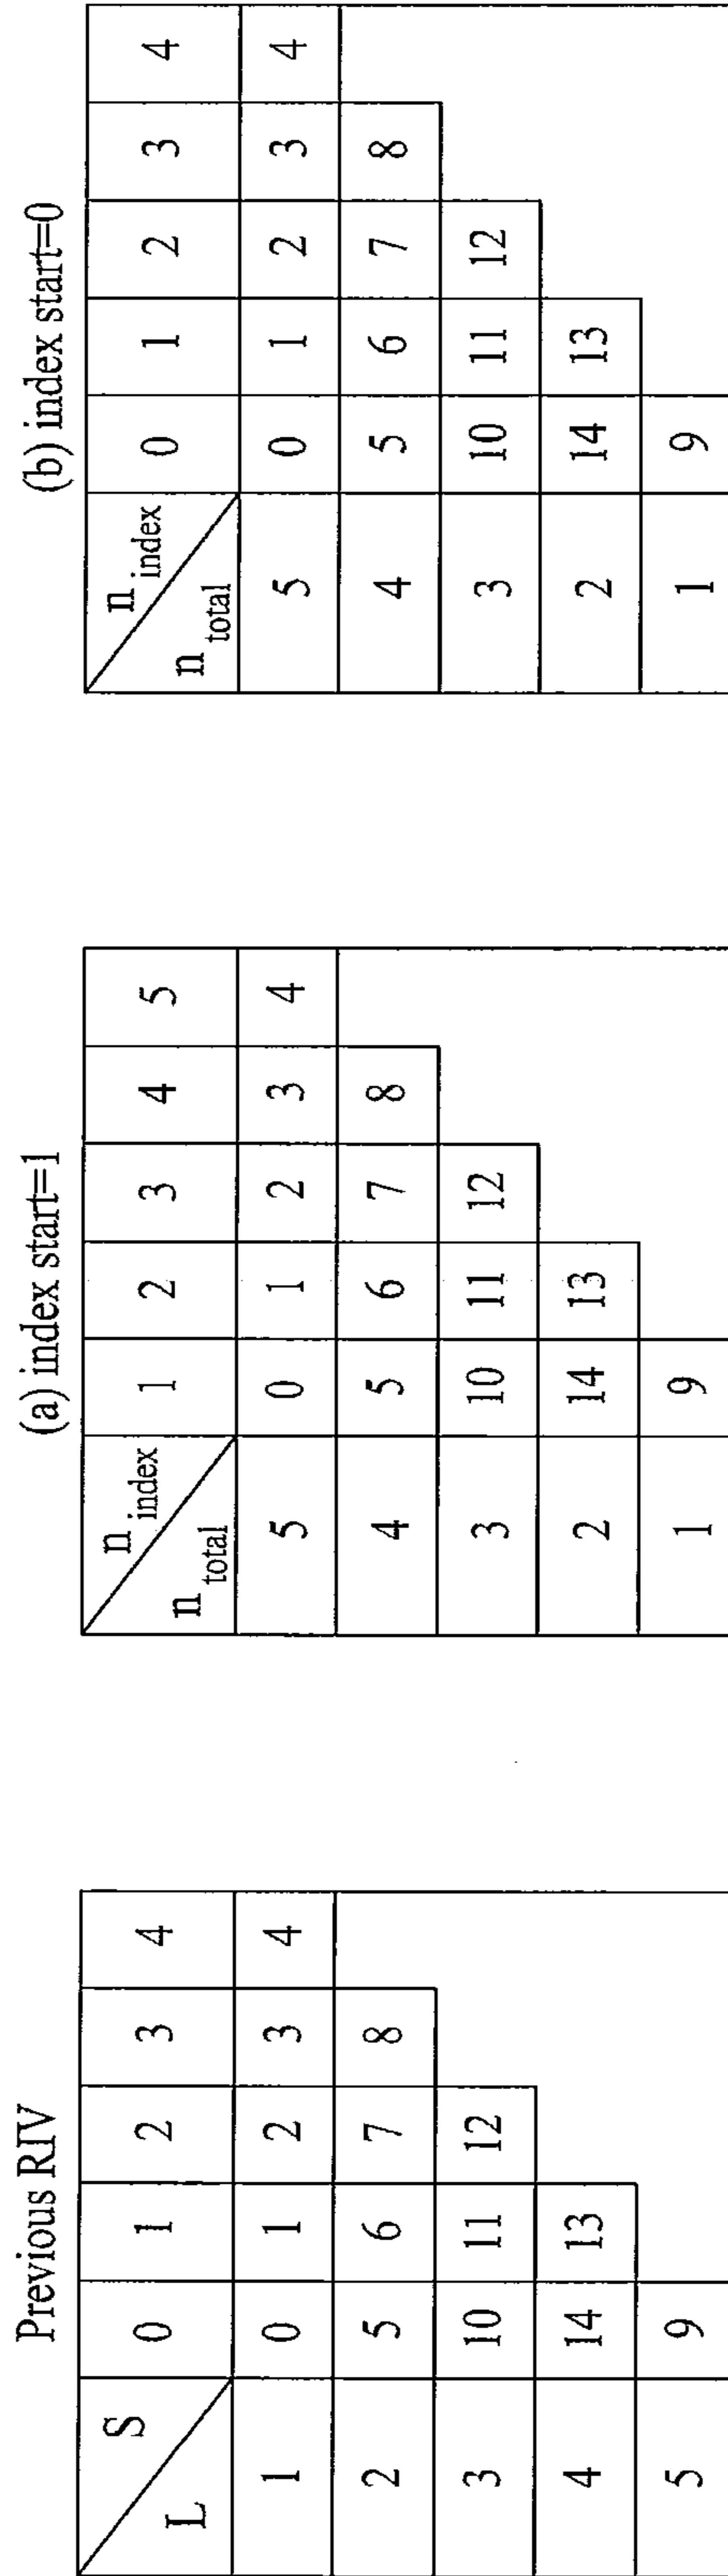 Previous RIV
L S 0 1 2 3 4
1 0 1 2 3 4
2 5 6 7 8
3 10 11 12
4 14 13
5 9
(a) index start=1
n total n index 1 2 3 4 5
5 0 1 2 3 4
4 5 6 7 8
3 10 11 12
2 14 13
1 9
(b) index start=0
n total n index 0 1 2 3 4
5 0 1 2 3 4
4 5 6 7 8
3 10 11 12
2 14 13
1 9